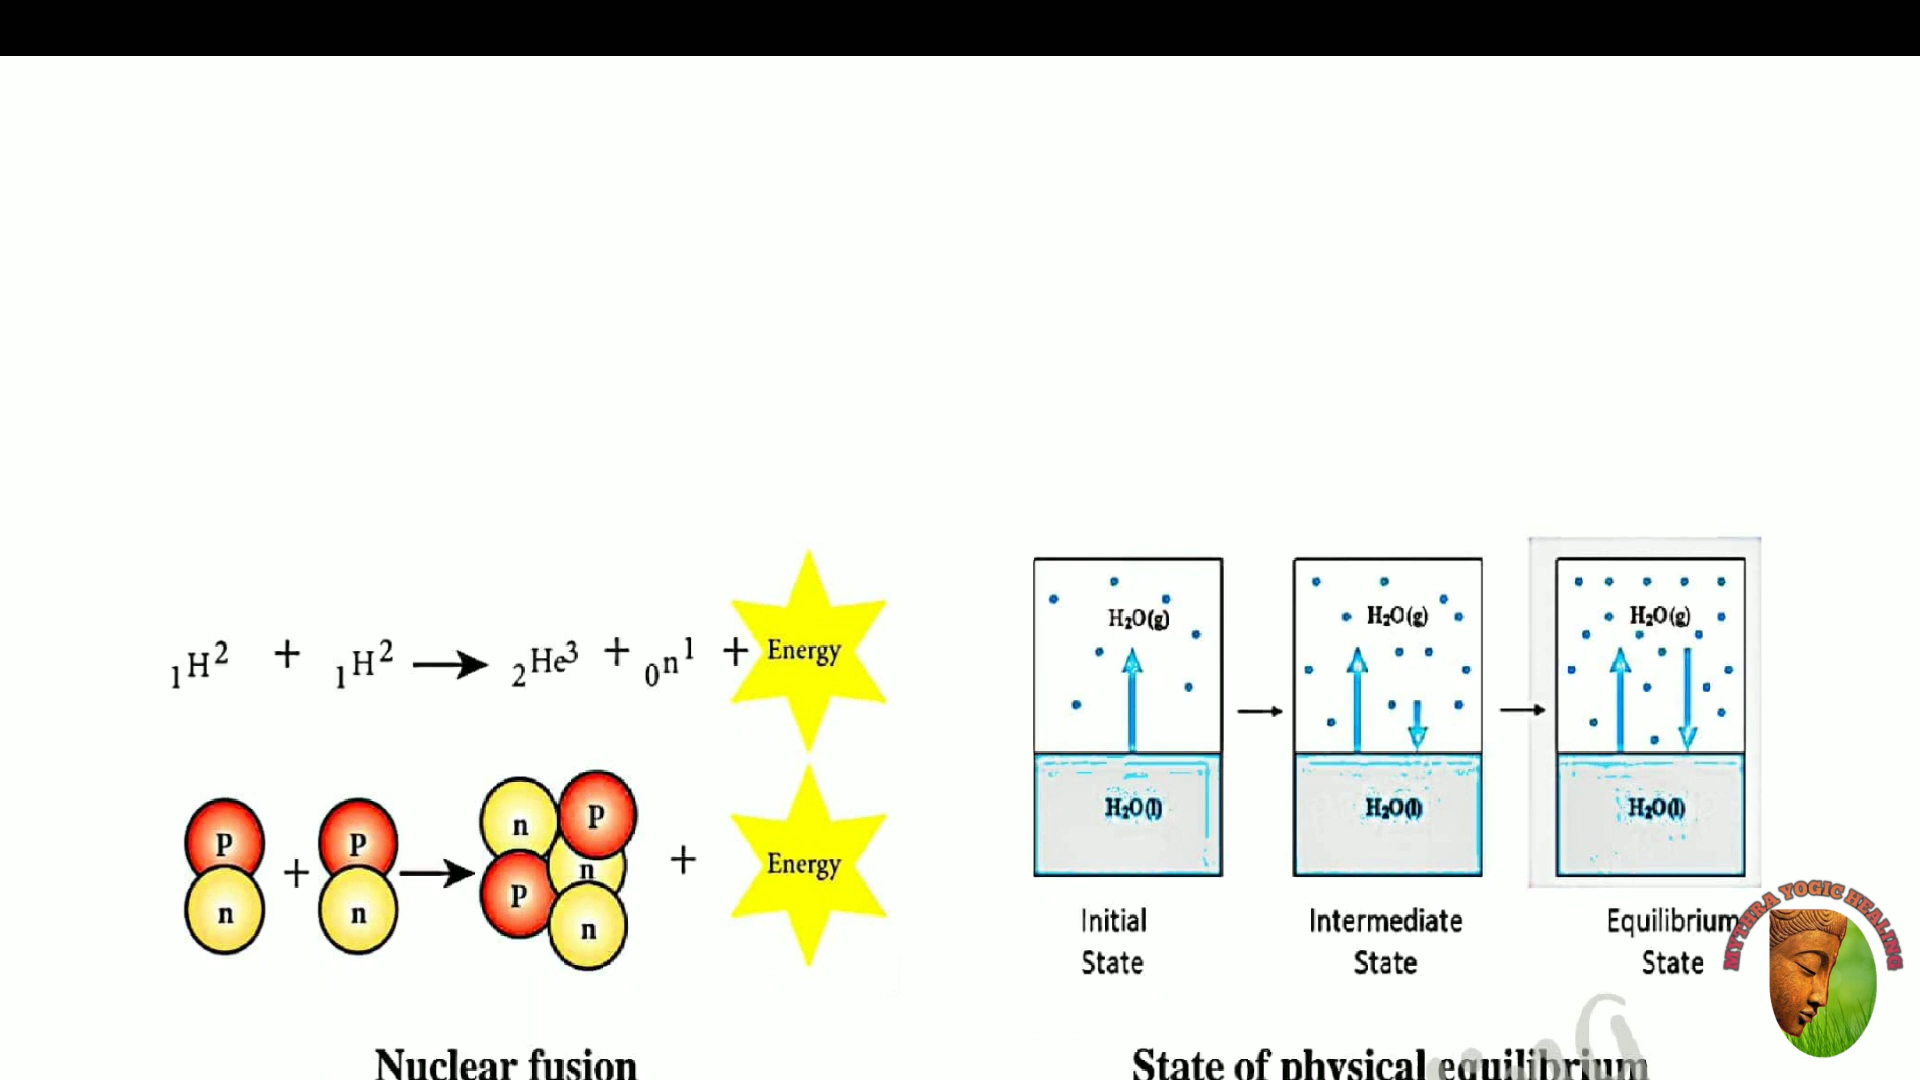 ₁H² + ₁H² → ₂He³ + ₀n¹ + Energy
p p n p n p n
n + n → n + Energy
Nuclear fusion
H₂O(g) H₂O(g) H₂O(g)
H₂O(l) H₂O(l) H₂O(l)
Initial State
Intermediate State
Equilibrium State
State of physical equilibrium
MYTHRA YOGIC HEALING